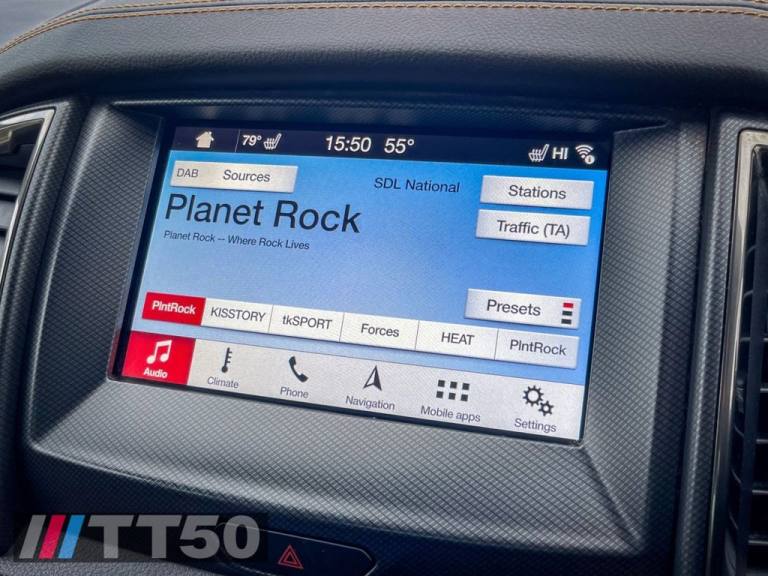 79° 15:50 55° HI
DAB Sources SDL National Stations
Planet Rock Traffic (TA)
Planet Rock -- Where Rock Lives
Presets
PlntRock KISSTORY tkSPORT Forces HEAT PlntRock
Audio Climate Phone Navigation Mobile apps Settings
TT50